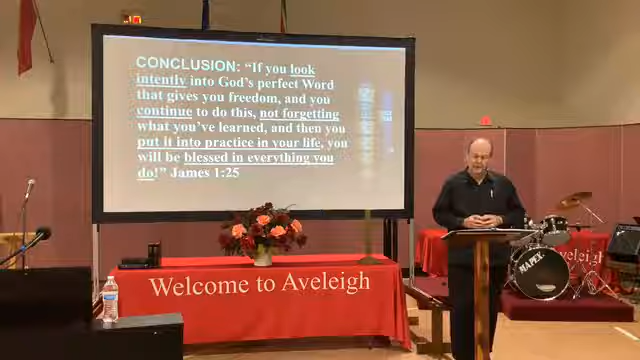 CONCLUSION: “If you look
intently into God’s perfect Word
that gives you freedom, and you
continue to do this, not forgetting
what you’ve learned, and then you
put it into practice in your life, you
will be blessed in everything you
do!” James 1:25
Welcome to Aveleigh
MAPEX